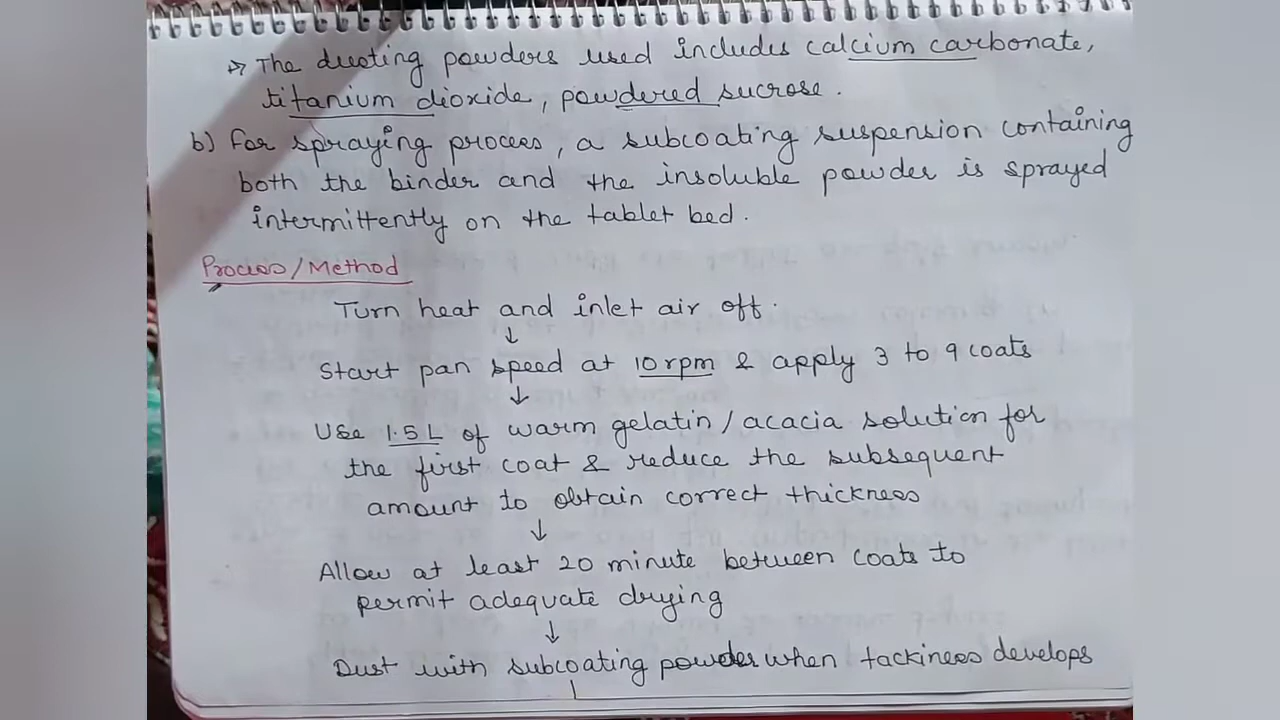 → The dusting powders used includes calcium carbonate,
titanium dioxide, powdered sucrose.
b) For spraying process, a subcoating suspension containing
both the binder and the insoluble powder is sprayed
intermittently on the tablet bed.
Process/Method
Turn heat and inlet air off.
↓
Start pan speed at 10 rpm & apply 3 to 9 coats
↓
Use 1.5 L of warm gelatin/acacia solution for
the first coat & reduce the subsequent
amount to obtain correct thickness
↓
Allow at least 20 minute between coats to
permit adequate drying
↓
Dust with subcoating powder when tackiness develops